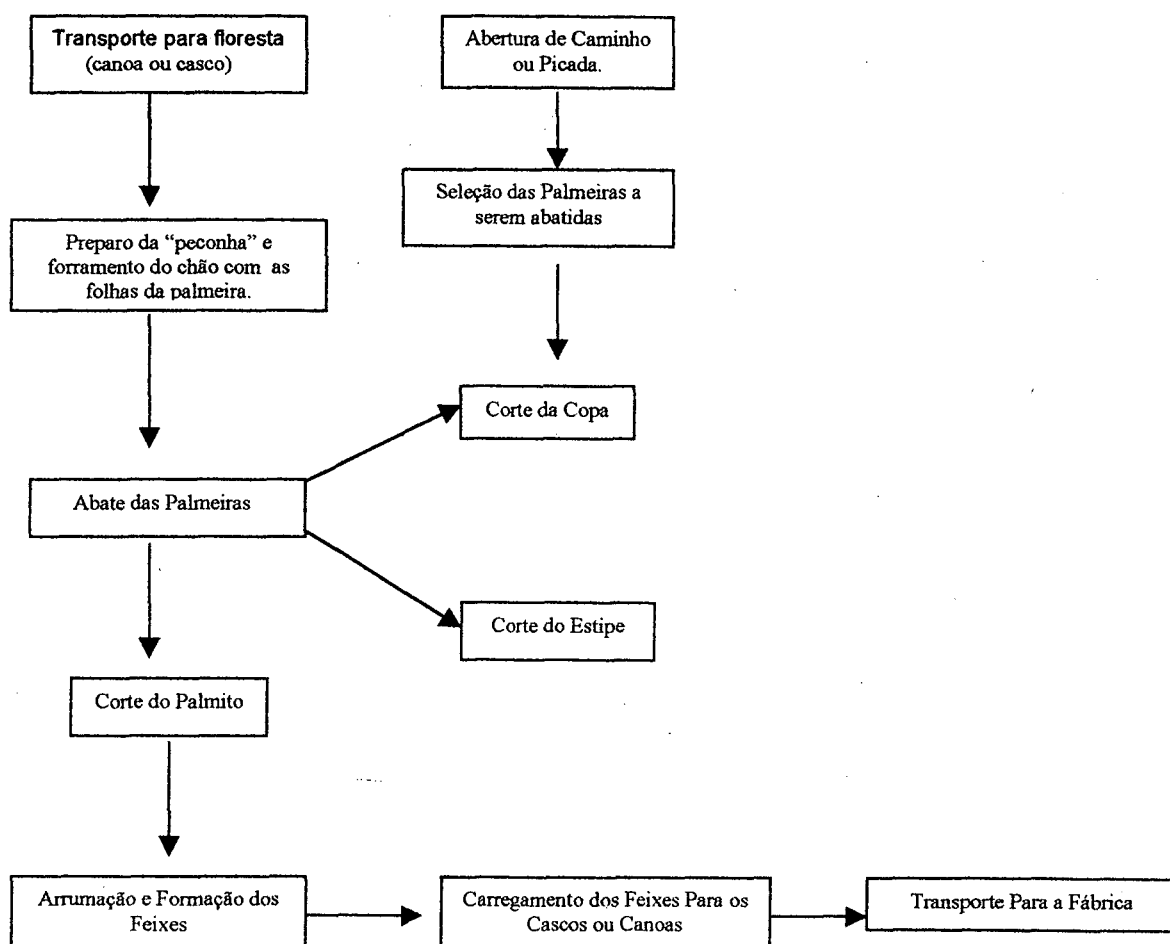 Transporte para floresta
(canoa ou casco)
Abertura de Caminho
ou Picada.
Seleção das Palmeiras a
serem abatidas
Preparo da “peconha” e
forramento do chão com as
folhas da palmeira.
Corte da Copa
Abate das Palmeiras
Corte do Estipe
Corte do Palmito
Arrumação e Formação dos
Feixes
Carregamento dos Feixes Para os
Cascos ou Canoas
Transporte Para a Fábrica